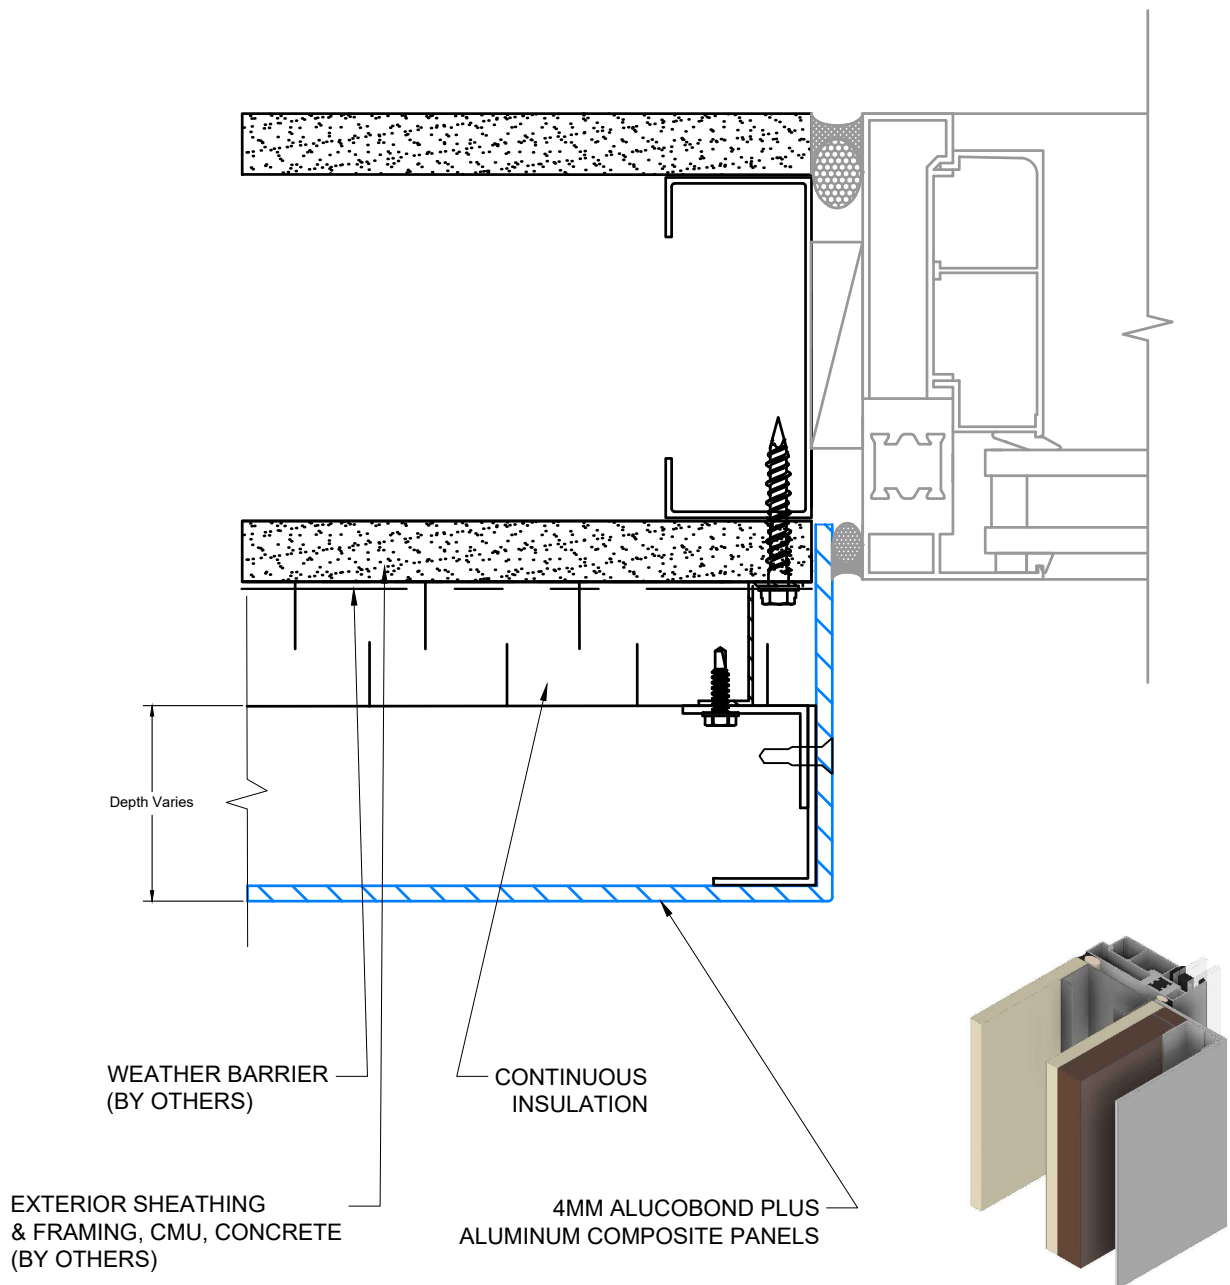 Depth Varies
WEATHER BARRIER
(BY OTHERS)
CONTINUOUS
INSULATION
EXTERIOR SHEATHING
& FRAMING, CMU, CONCRETE
(BY OTHERS)
4MM ALUCOBOND PLUS
ALUMINUM COMPOSITE PANELS